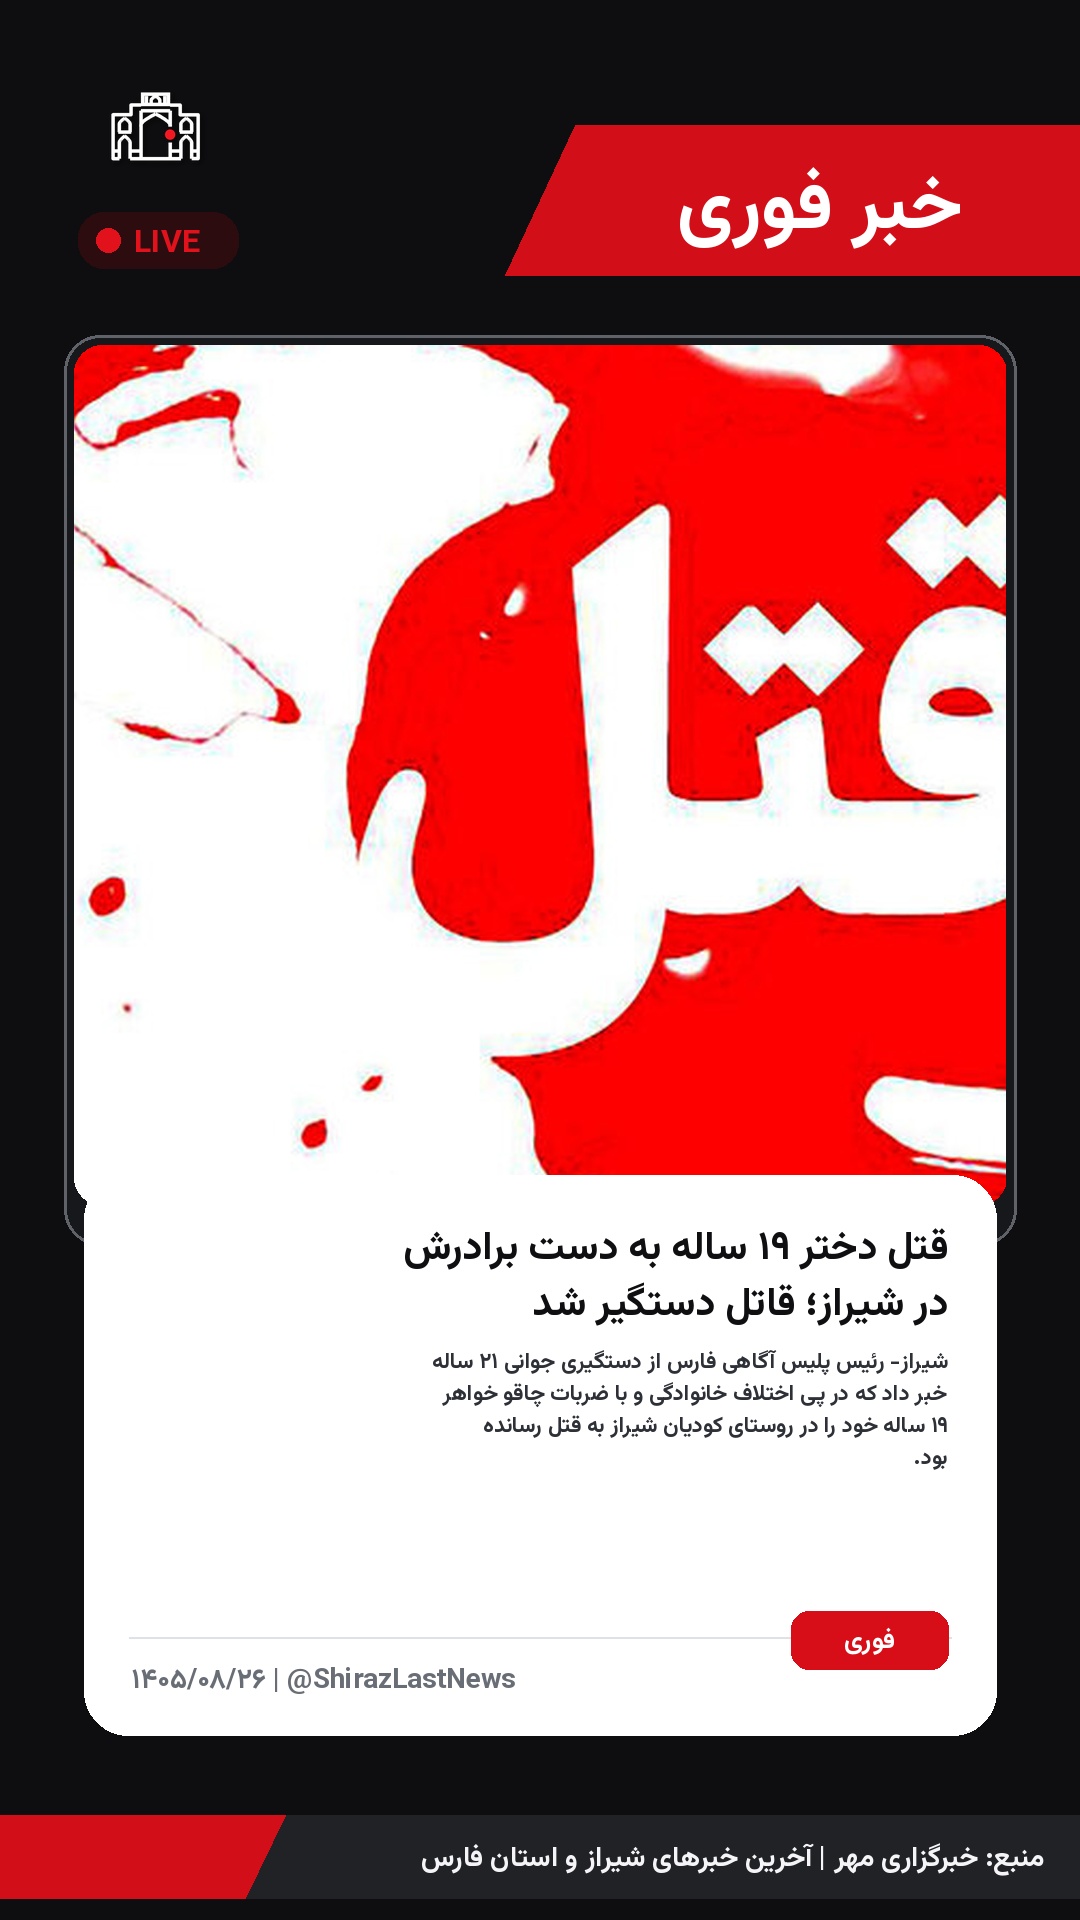 خبر فوری
LIVE
قتل
قتل دختر ۱۹ ساله به دست برادرش
در شیراز؛ قاتل دستگیر شد
شیراز- رئیس پلیس آگاهی فارس از دستگیری جوانی ۲۱ ساله
خبر داد که در پی اختلاف خانوادگی و با ضربات چاقو خواهر
۱۹ ساله خود را در روستای کودیان شیراز به قتل رسانده
بود.
فوری
۱۴۰۵/۰۸/۲۶ | @ShirazLastNews
منبع: خبرگزاری مهر | آخرین خبرهای شیراز و استان فارس